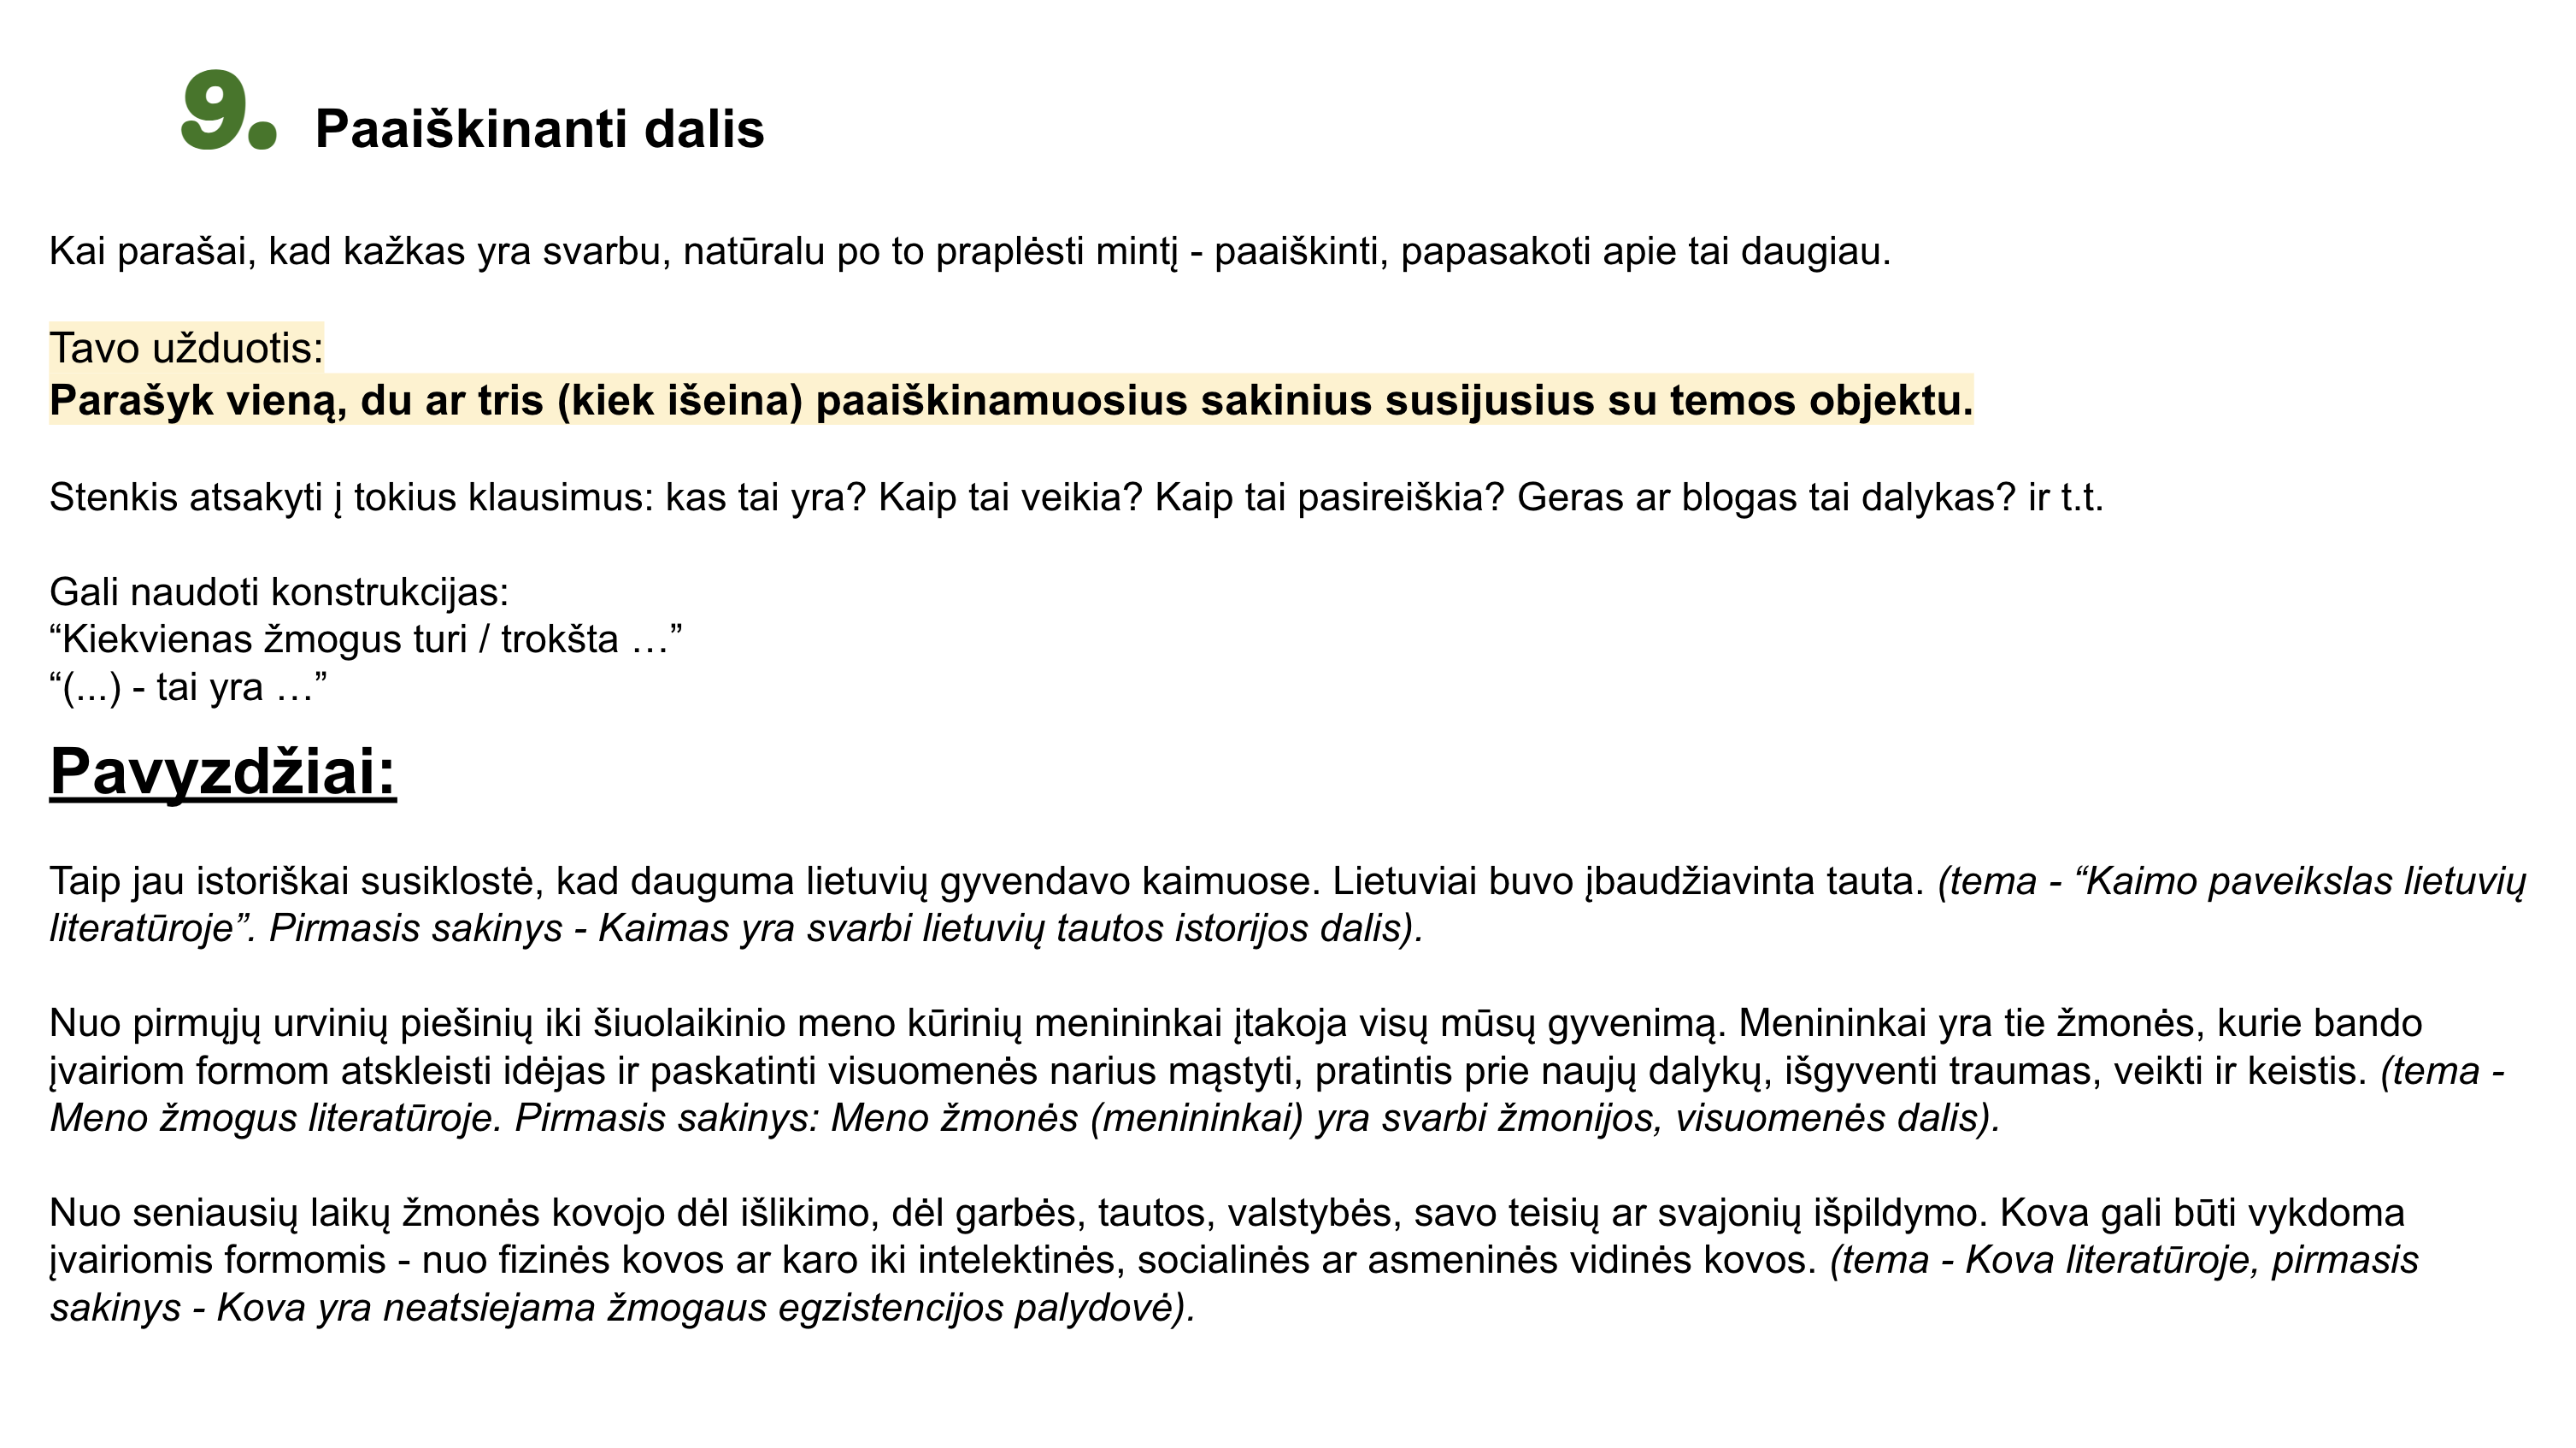 9. Paaiškinanti dalis
Kai parašai, kad kažkas yra svarbu, natūralu po to praplėsti mintį - paaiškinti, papasakoti apie tai daugiau.
Tavo užduotis:
Parašyk vieną, du ar tris (kiek išeina) paaiškinamuosius sakinius susijusius su temos objektu.
Stenkis atsakyti į tokius klausimus: kas tai yra? Kaip tai veikia? Kaip tai pasireiškia? Geras ar blogas tai dalykas? ir t.t.
Gali naudoti konstrukcijas:
“Kiekvienas žmogus turi / trokšta …”
“(...) - tai yra …”
Pavyzdžiai:
Taip jau istoriškai susiklostė, kad dauguma lietuvių gyvendavo kaimuose. Lietuviai buvo įbaudžiavinta tauta. (tema - “Kaimo paveikslas lietuvių
literatūroje”. Pirmasis sakinys - Kaimas yra svarbi lietuvių tautos istorijos dalis).
Nuo pirmųjų urvinių piešinių iki šiuolaikinio meno kūrinių menininkai įtakoja visų mūsų gyvenimą. Menininkai yra tie žmonės, kurie bando
įvairiom formom atskleisti idėjas ir paskatinti visuomenės narius mąstyti, pratintis prie naujų dalykų, išgyventi traumas, veikti ir keistis. (tema -
Meno žmogus literatūroje. Pirmasis sakinys: Meno žmonės (menininkai) yra svarbi žmonijos, visuomenės dalis).
Nuo seniausių laikų žmonės kovojo dėl išlikimo, dėl garbės, tautos, valstybės, savo teisių ar svajonių išpildymo. Kova gali būti vykdoma
įvairiomis formomis - nuo fizinės kovos ar karo iki intelektinės, socialinės ar asmeninės vidinės kovos. (tema - Kova literatūroje, pirmasis
sakinys - Kova yra neatsiejama žmogaus egzistencijos palydovė).